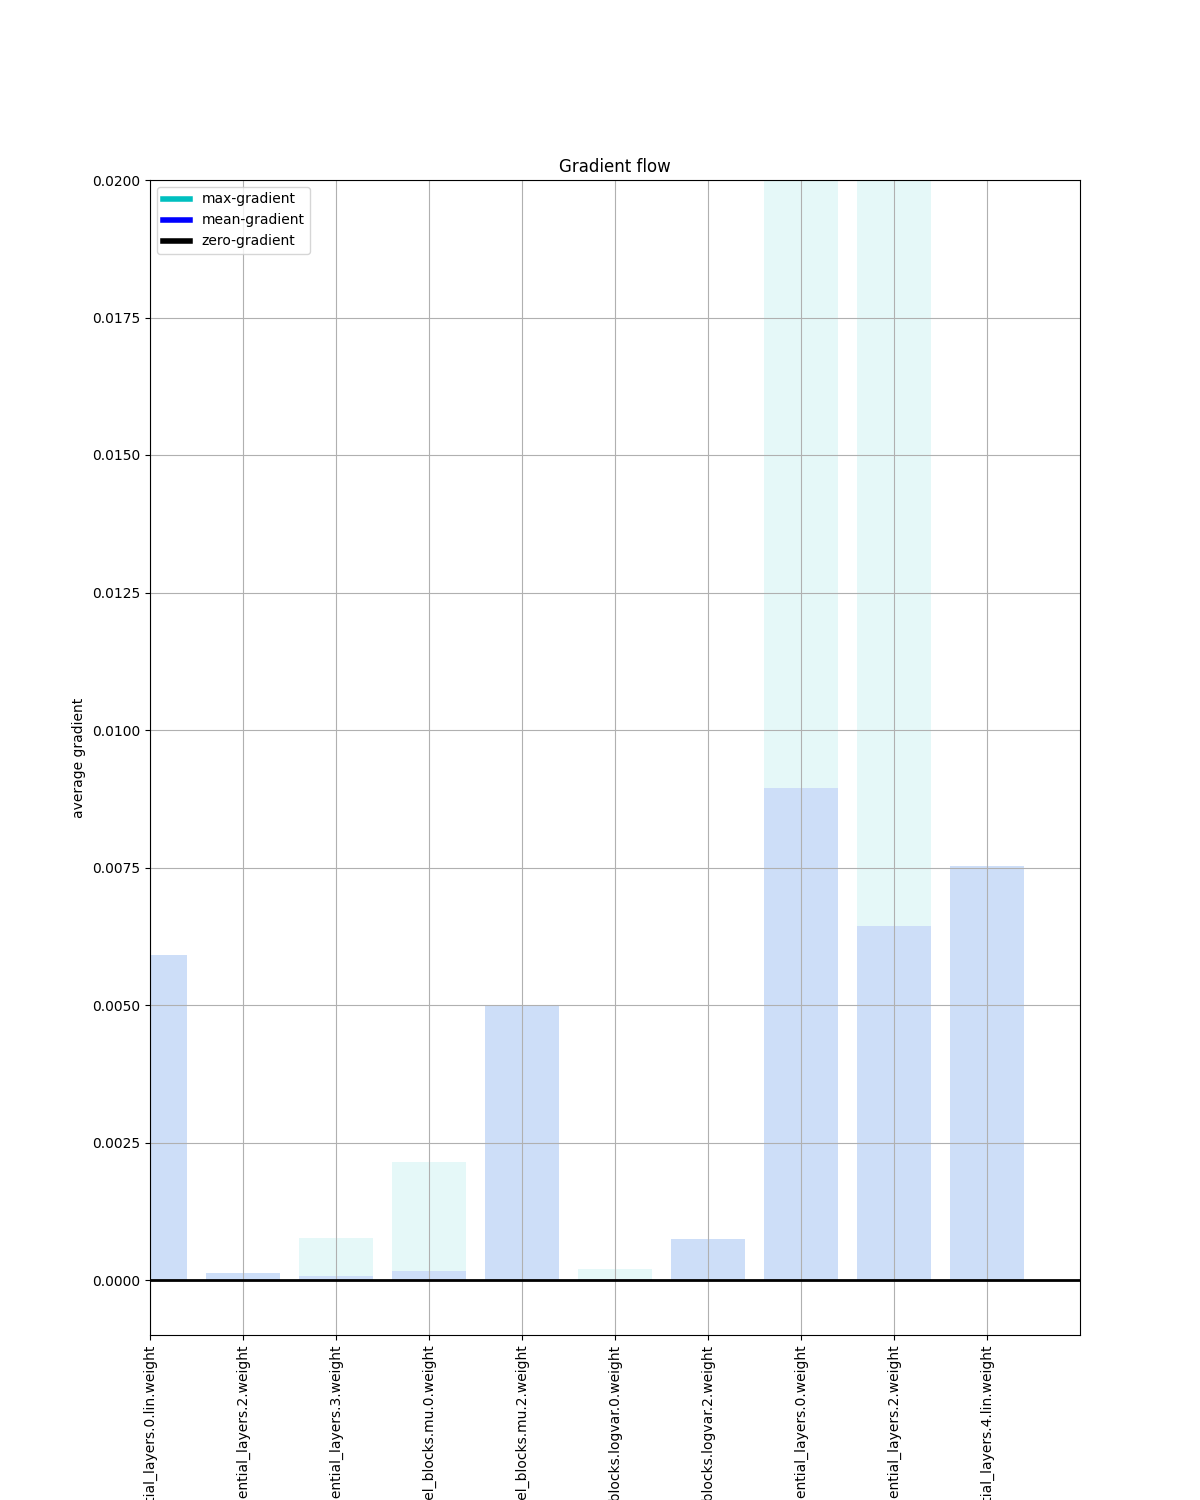 Gradient flow
max-gradient
mean-gradient
zero-gradient
0.0200
0.0175
0.0150
0.0125
0.0100
0.0075
0.0050
0.0025
0.0000
average gradient
tial_layers.0.lin.weight
ential_layers.2.weight
ential_layers.3.weight
el_blocks.mu.0.weight
el_blocks.mu.2.weight
blocks.logvar.0.weight
blocks.logvar.2.weight
ential_layers.0.weight
ential_layers.2.weight
tial_layers.4.lin.weight